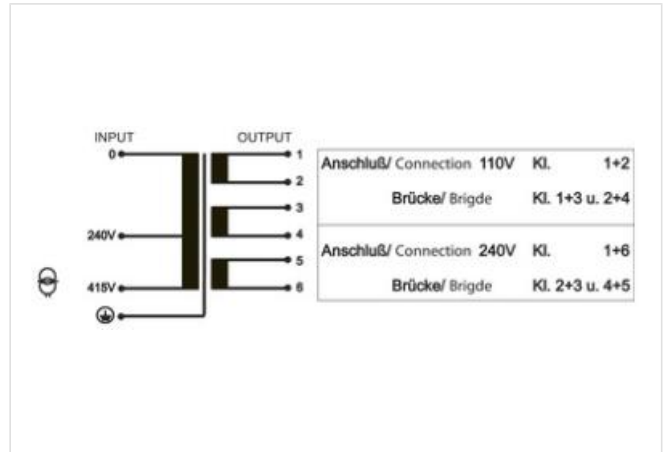 INPUT OUTPUT
0 1
2
3
240V 4
5
415V 6
Anschluß/ Connection 110V Kl. 1+2
Brücke/ Brigde Kl. 1+3 u. 2+4
Anschluß/ Connection 240V Kl. 1+6
Brücke/ Brigde Kl. 2+3 u. 4+5